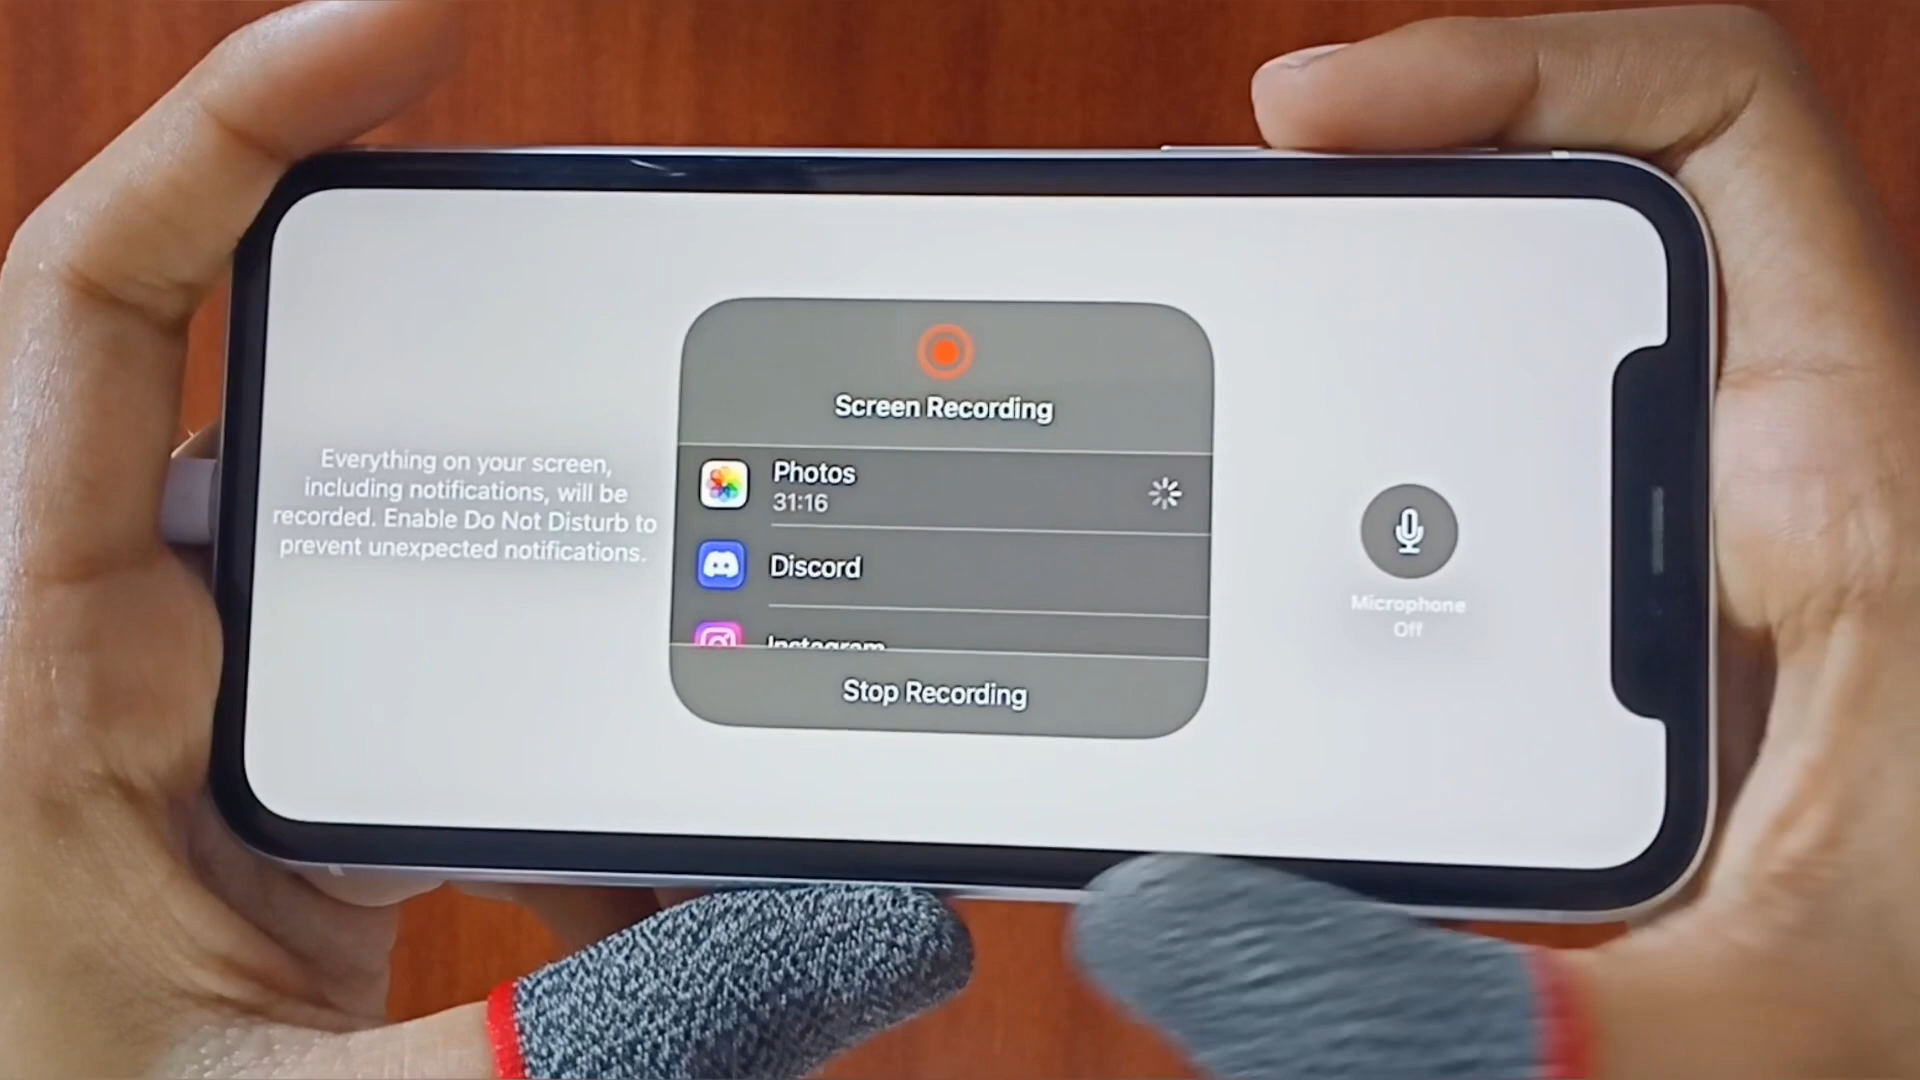 Everything on your screen,
including notifications, will be
recorded. Enable Do Not Disturb to
prevent unexpected notifications.
Screen Recording
Photos
31:16
Discord
Instagram
Stop Recording
Microphone
Off